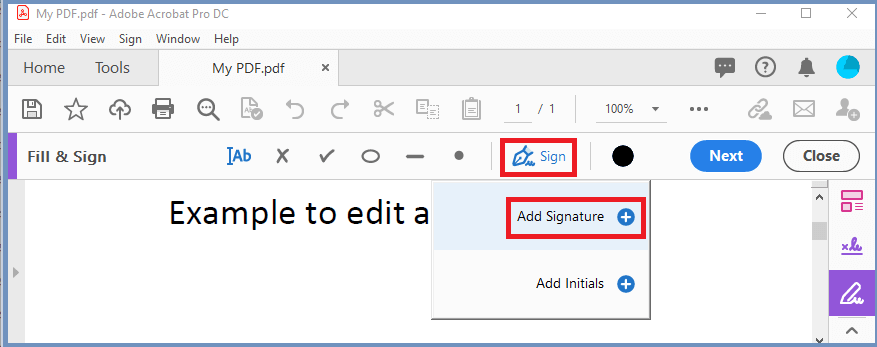 My PDF.pdf - Adobe Acrobat Pro DC
File Edit View Sign Window Help
Home Tools My PDF.pdf ×
1 / 1 100%
Fill & Sign Ab Sign Next Close
Example to edit a
Add Signature
Add Initials